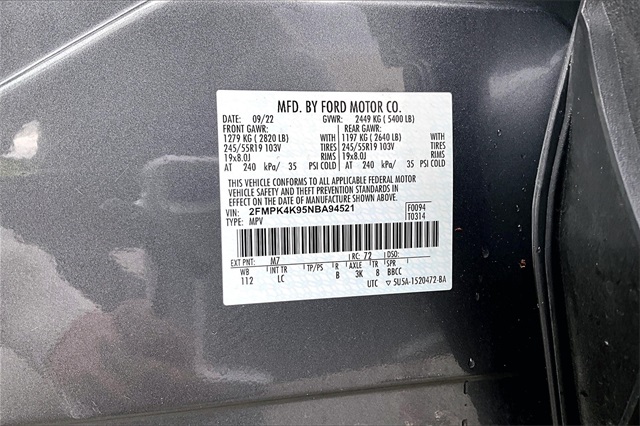 MFD. BY FORD MOTOR CO.
DATE: 09/22 GVWR: 2449 KG ( 5400 LB)
FRONT GAWR: REAR GAWR:
1279 KG ( 2820 LB) WITH 1197 KG ( 2640 LB) WITH
245/55R19 103V TIRES 245/55R19 103V TIRES
19x8.0J RIMS 19x8.0J RIMS
AT 240 kPa/ 35 PSI COLD AT 240 kPa/ 35 PSI COLD
THIS VEHICLE CONFORMS TO ALL APPLICABLE FEDERAL MOTOR
VEHICLE SAFETY AND THEFT PREVENTION STANDARDS IN
EFFECT ON THE DATE OF MANUFACTURE SHOWN ABOVE.
VIN: 2FMPK4K95NBA94521 F0094
TYPE: MPV T0314
EXT PNT: M7 RC: 72 DSO:
WB INT TR TP/PS R AXLE TR SPR
112 LC B 3K 8 BBCC
UTC ▽ 5U5A-1520472-BA